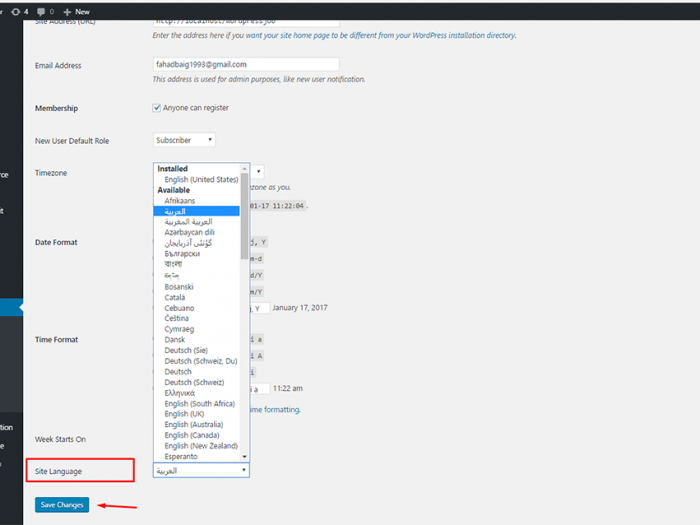 4 0 New
Site Address (URL)
http://localhost/wordpressjob
Enter the address here if you want your site home page to be different from your WordPress installation directory.
Email Address
fahadbaig1993@gmail.com
This address is used for admin purposes, like new user notification.
Membership
Anyone can register
New User Default Role
Subscriber
Timezone
zone as you.
01-17 11:22:04 .
Installed
English (United States)
Available
Afrikaans
العربية
العربية المغربية
Azərbaycan dili
گؤنئی آذربایجان
Български
বাংলা
Bosanski
Català
Cebuano
Čeština
Cymraeg
Dansk
Deutsch (Sie)
Deutsch (Schweiz, Du)
Deutsch
Deutsch (Schweiz)
Ελληνικά
English (South Africa)
English (UK)
English (Australia)
English (Canada)
English (New Zealand)
Esperanto
Date Format
, Y
m-d
d/Y
m/Y
, Y January 17, 2017
Time Format
i a
i A
i
i a 11:22 am
ime formatting.
Week Starts On
Site Language
العربية
Save Changes